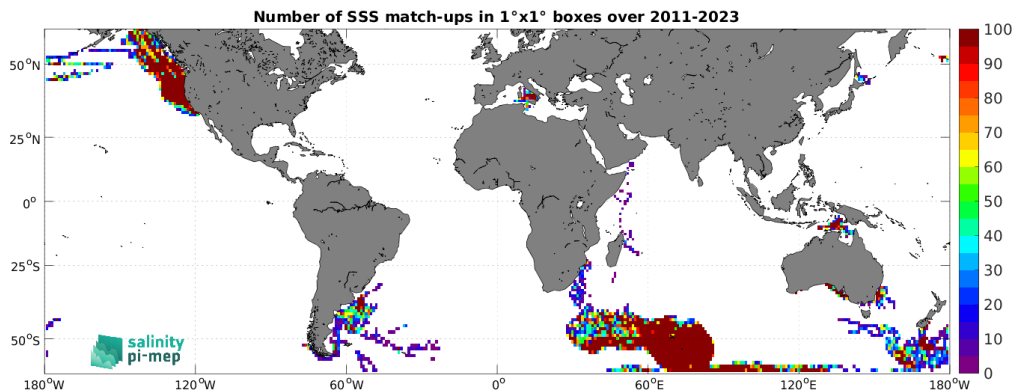 Number of SSS match-ups in 1°x1° boxes over 2011-2023
50°N
25°N
0°
25°S
50°S
180°W
120°W
60°W
0°
60°E
120°E
180°W
100
90
80
70
60
50
40
30
20
10
0
salinity
pi-mep